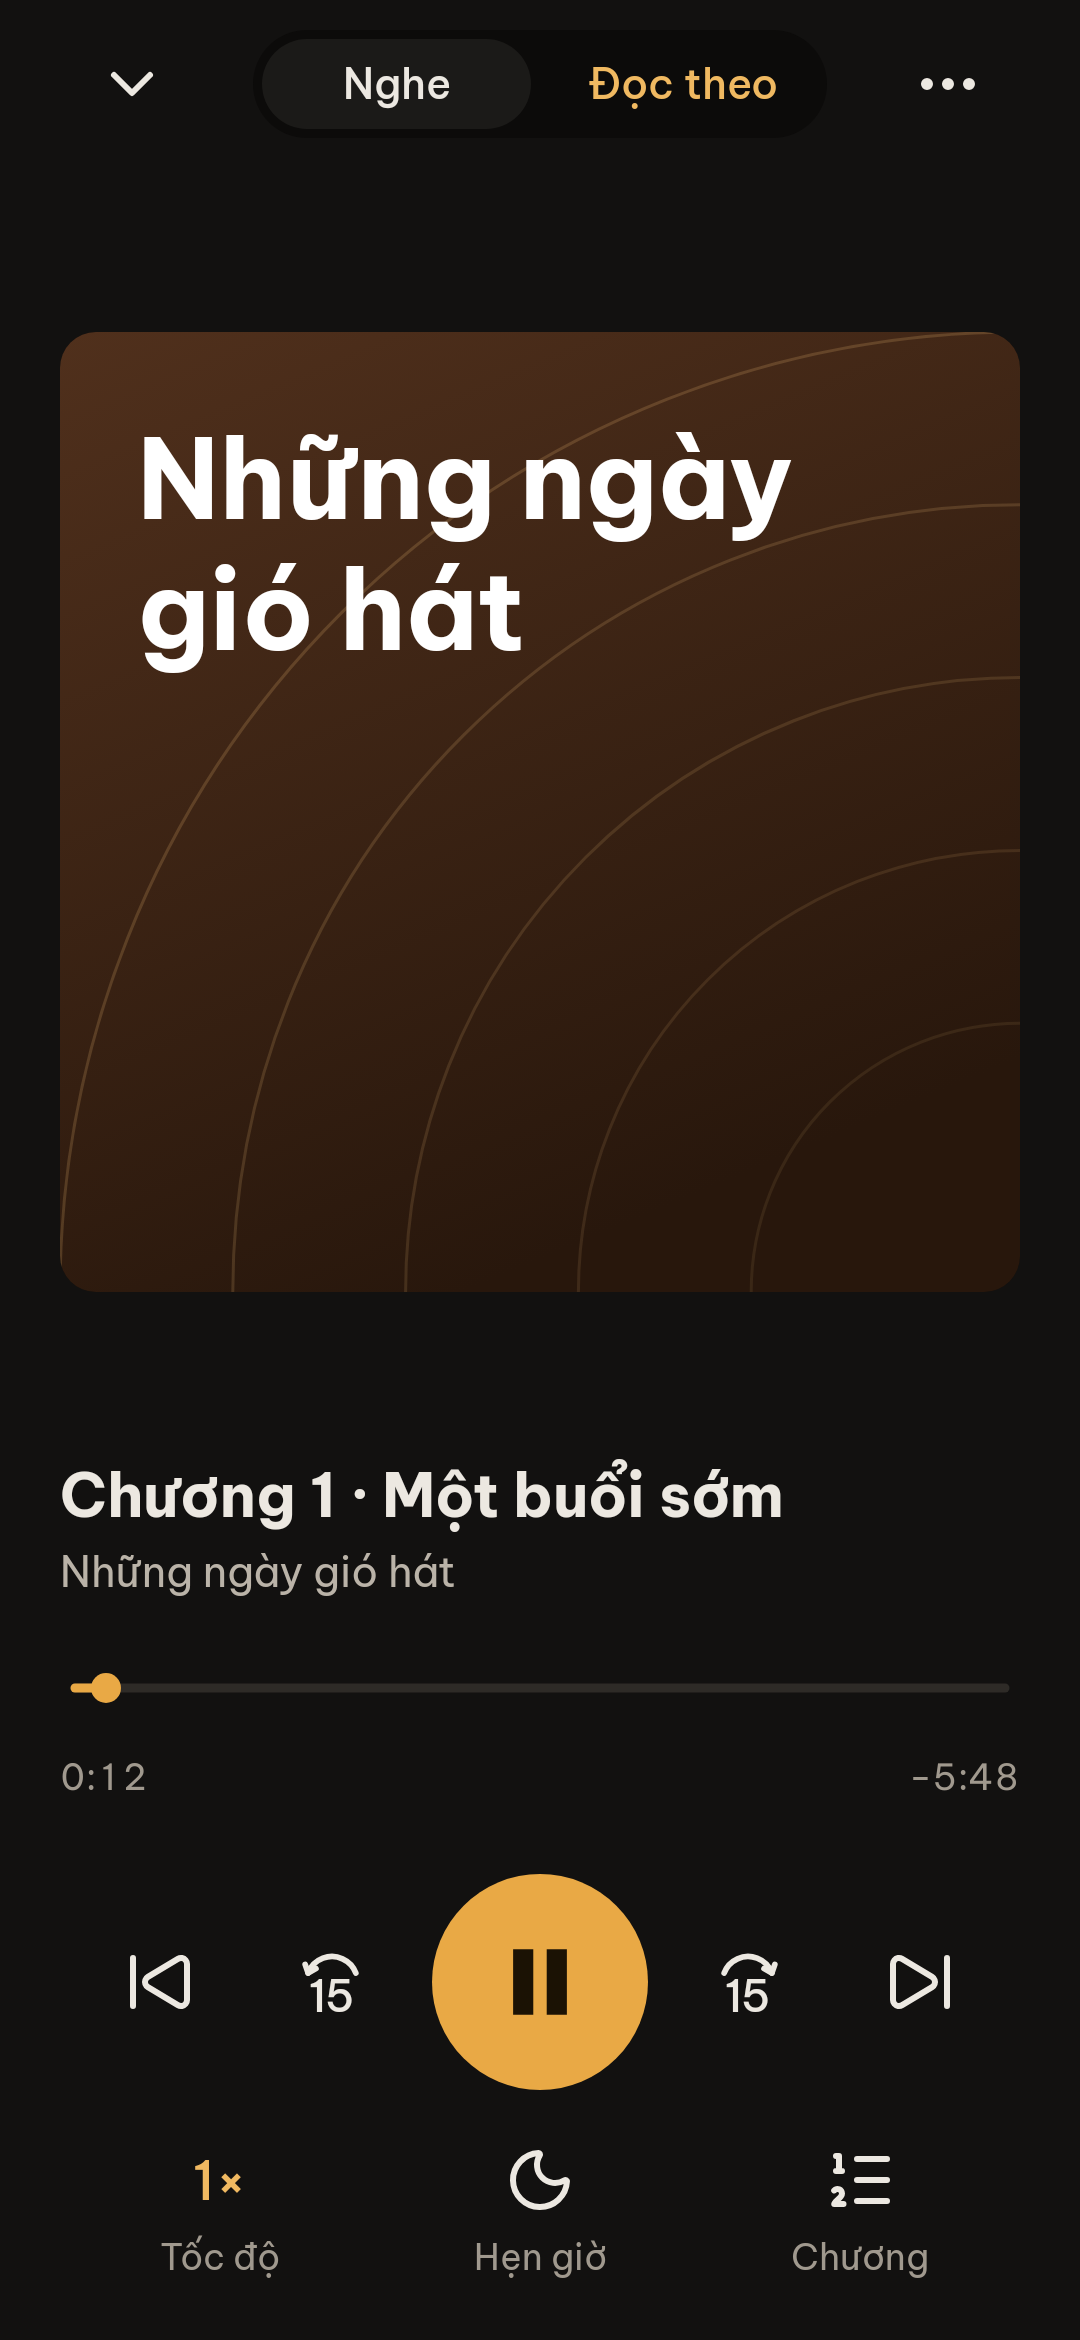 Nghe
Đọc theo
Những ngày
gió hát
Chương 1 · Một buổi sớm
Những ngày gió hát
0:12
-5:48
15
15
1×
Tốc độ
Hẹn giờ
Chương